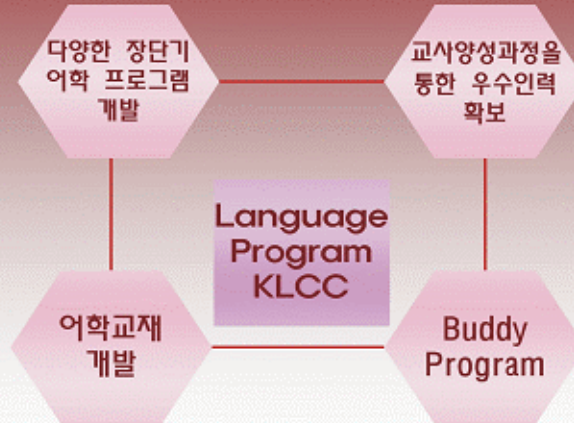 다양한 장단기
어학 프로그램
개발
교사양성과정을
통한 우수인력
확보
Language
Program
KLCC
어학교재
개발
Buddy
Program